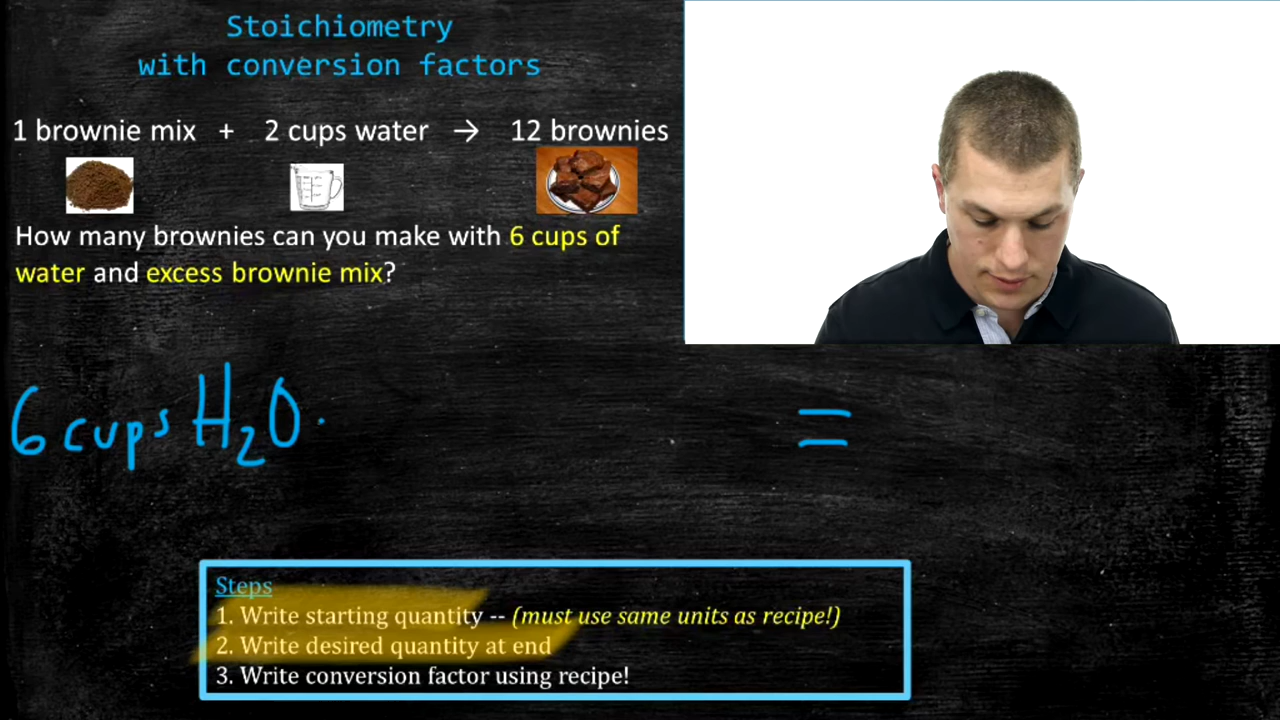 Stoichiometry
with conversion factors
1 brownie mix + 2 cups water → 12 brownies
How many brownies can you make with 6 cups of
water and excess brownie mix?
6 cups H₂O · =
Steps
1. Write starting quantity -- (must use same units as recipe!)
2. Write desired quantity at end
3. Write conversion factor using recipe!